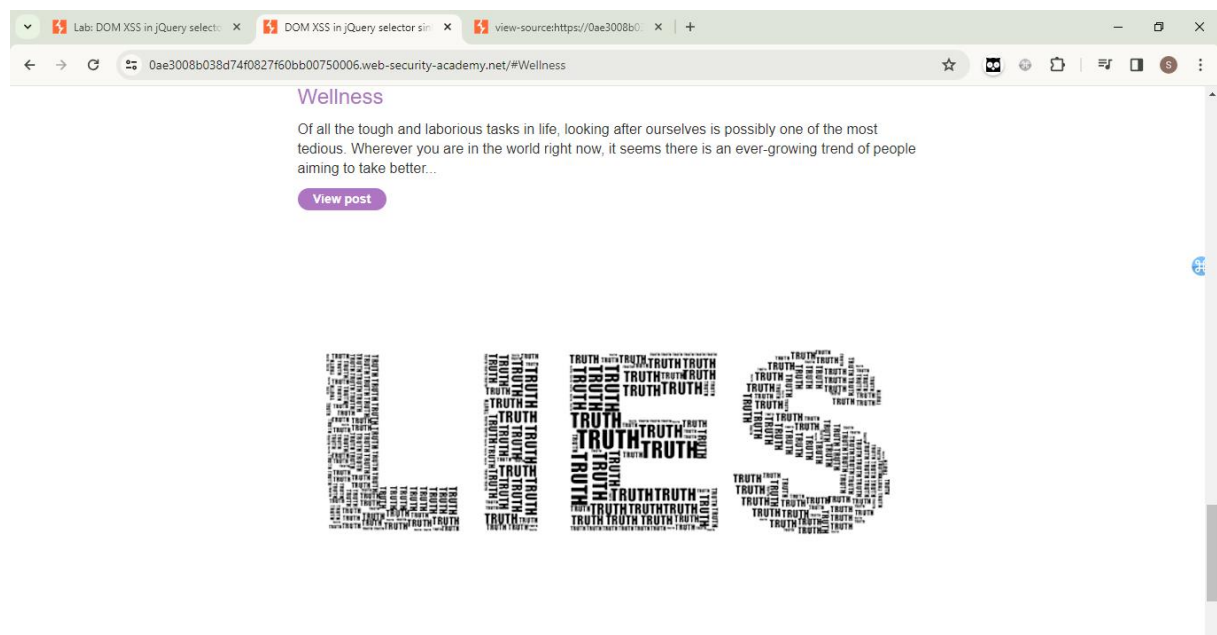 Lab: DOM XSS in jQuery selecto
DOM XSS in jQuery selector sin
view-source:https://0ae3008b0
0ae3008b038d74f0827f60bb00750006.web-security-academy.net/#Wellness
S
Wellness
Of all the tough and laborious tasks in life, looking after ourselves is possibly one of the most
tedious. Wherever you are in the world right now, it seems there is an ever-growing trend of people
aiming to take better...
View post
LIES
TRUTH